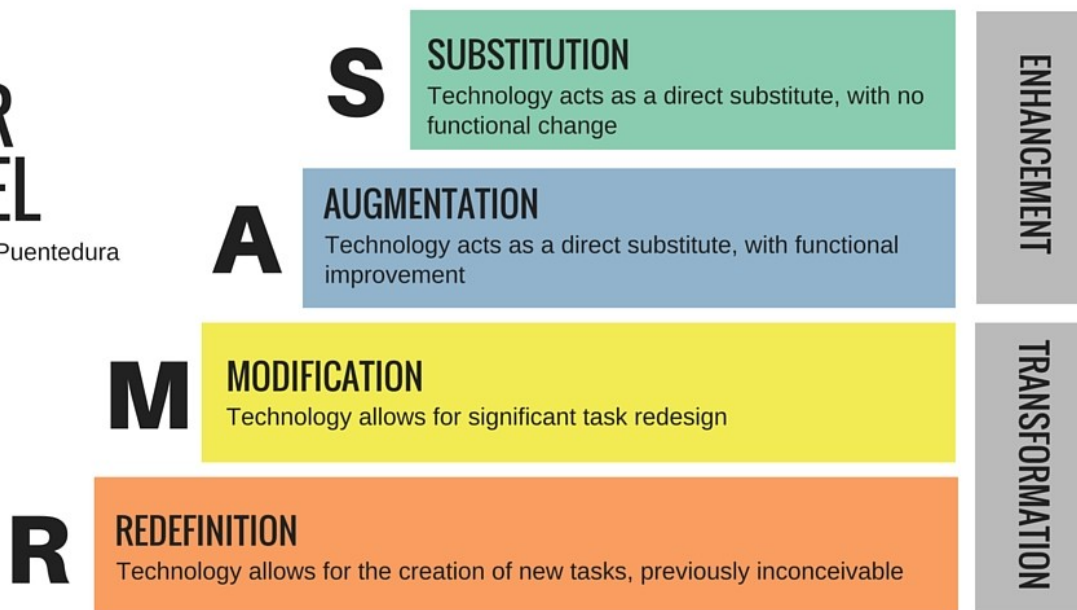 R
EL
Puentedura
S
SUBSTITUTION
Technology acts as a direct substitute, with no
functional change
A
AUGMENTATION
Technology acts as a direct substitute, with functional
improvement
M
MODIFICATION
Technology allows for significant task redesign
R
REDEFINITION
Technology allows for the creation of new tasks, previously inconceivable
ENHANCEMENT
TRANSFORMATION